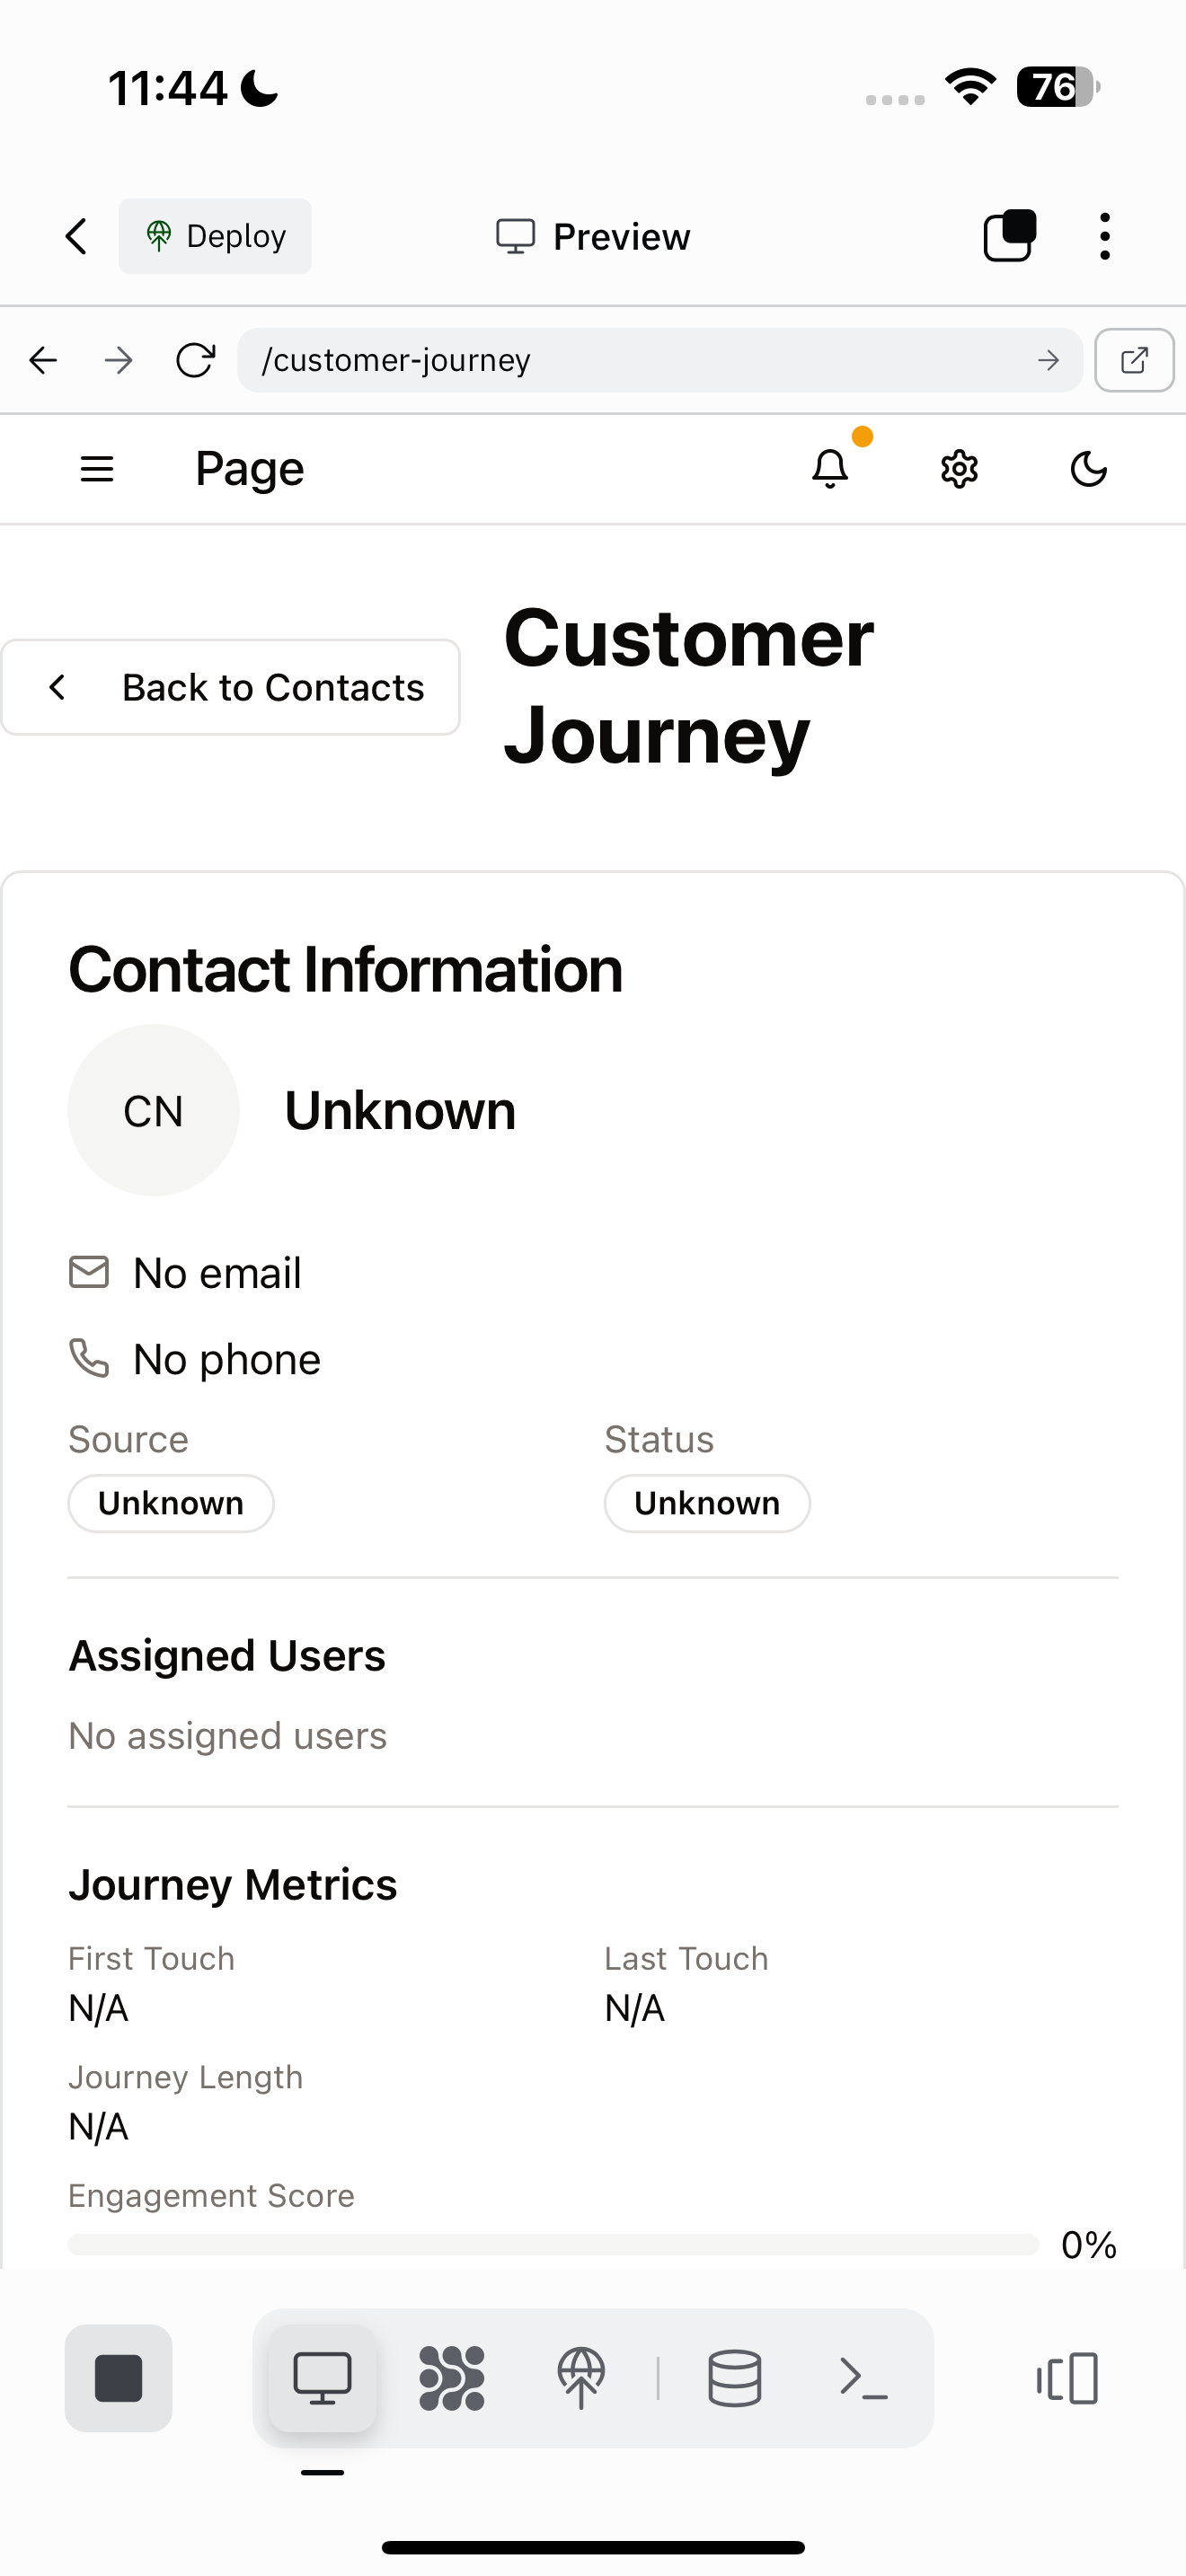 11:44
76
Deploy
Preview
/customer-journey
Page
Back to Contacts
Customer
Journey
Contact Information
CN
Unknown
No email
No phone
Source
Status
Unknown
Unknown
Assigned Users
No assigned users
Journey Metrics
First Touch
Last Touch
N/A
N/A
Journey Length
N/A
Engagement Score
0%